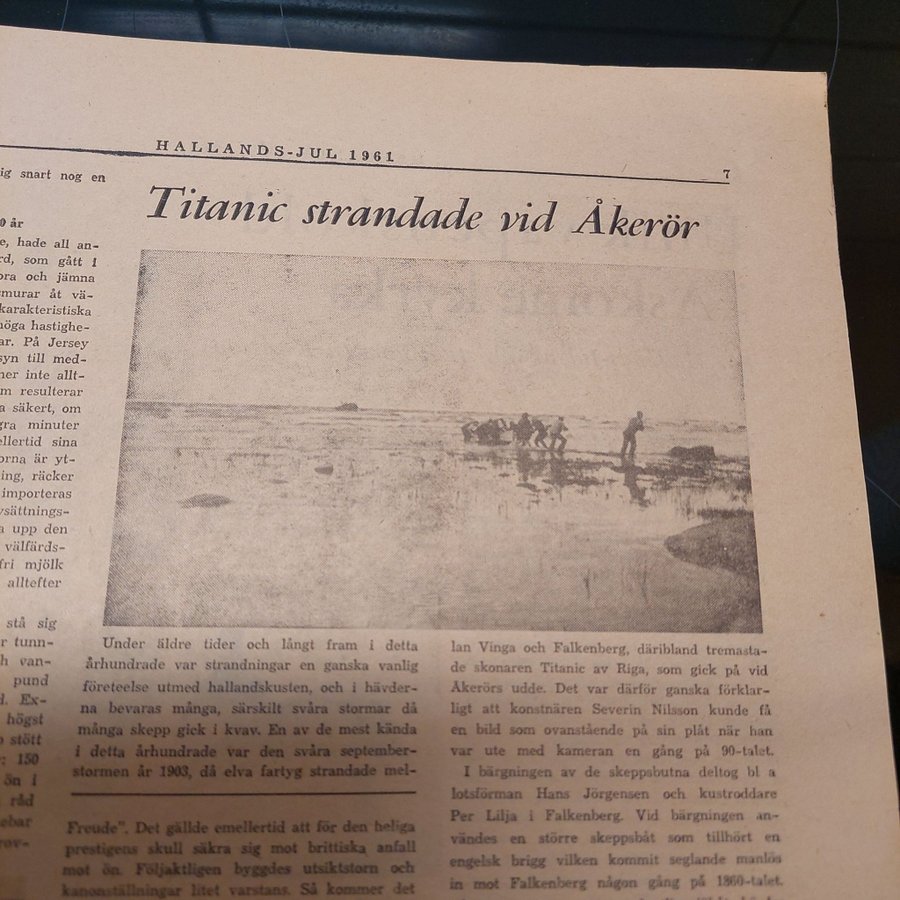 HALLANDS-JUL 1961
7
ig snart nog en
0 år
e, hade all an-
rd, som gått i
ora och jämna
smurar åt vä-
karakteristiska
höga hastighe-
ar. På Jersey
syn till med-
ner inte allt-
m resulterar
a säkert, om
gra minuter
ellertid sina
orna är yt-
ing, räcker
importeras
vsättnings-
a upp den
välfärds-
fri mjölk
alltefter
stå sig
r tunn-
h van-
pund
d. Ex-
högst
o stött
r: 150
ön i
råd
ebar
rov-
Titanic strandade vid Åkerör
Under äldre tider och långt fram i detta
århundrade var strandningar en ganska vanlig
företeelse utmed hallandskusten, och i hävder-
na bevaras många, särskilt svåra stormar då
många skepp gick i kvav. En av de mest kända
i detta århundrade var den svåra september-
stormen år 1903, då elva fartyg strandade mel-
Freude". Det gällde emellertid att för den heliga
prestigens skull säkra sig mot brittiska anfall
mot ön. Följaktligen byggdes utsiktstorn och
kanonställningar litet varstans. Så kommer det
lan Vinga och Falkenberg, däribland tremasta-
de skonaren Titanic av Riga, som gick på vid
Åkerörs udde. Det var därför ganska förklar-
ligt att konstnären Severin Nilsson kunde få
en bild som ovanstående på sin plåt när han
var ute med kameran en gång på 90-talet.
I bärgningen av de skeppsbutna deltog bl a
lotsförman Hans Jörgensen och kustroddare
Per Lilja i Falkenberg. Vid bärgningen an-
vändes en större skeppsbåt som tillhört en
engelsk brigg vilken kommit seglande manlös
in mot Falkenberg någon gång på 1860-talet.